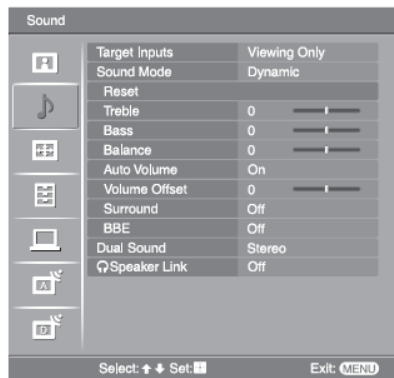 Sound
Target Inputs Viewing Only
Sound Mode Dynamic
Reset
Treble 0
Bass 0
Balance 0
Auto Volume On
Volume Offset 0
Surround Off
BBE Off
Dual Sound Stereo
Speaker Link Off
A
D
Select: Set: Exit: MENU